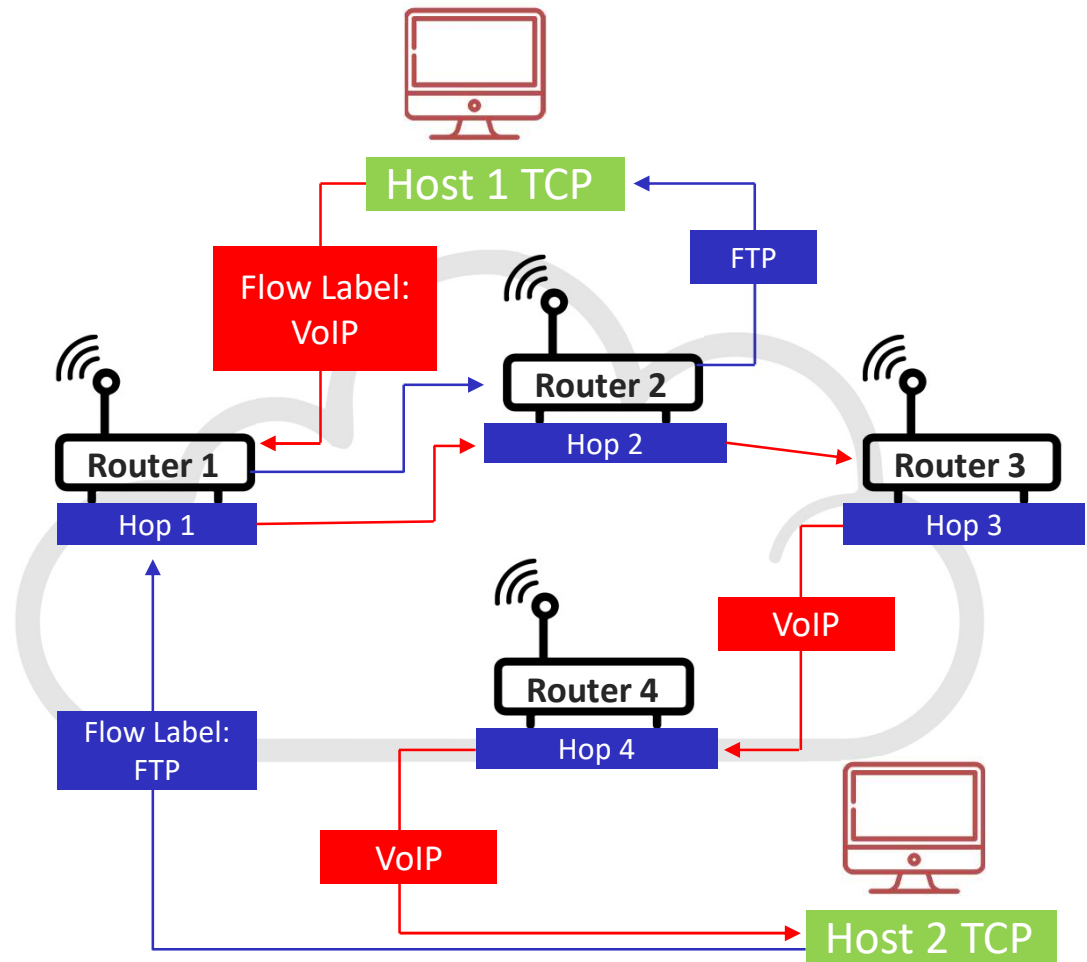 Host 1 TCP
Flow Label:
VoIP
FTP
Router 2
Hop 2
Router 1
Hop 1
Router 3
Hop 3
VoIP
Router 4
Hop 4
Flow Label:
FTP
VoIP
Host 2 TCP